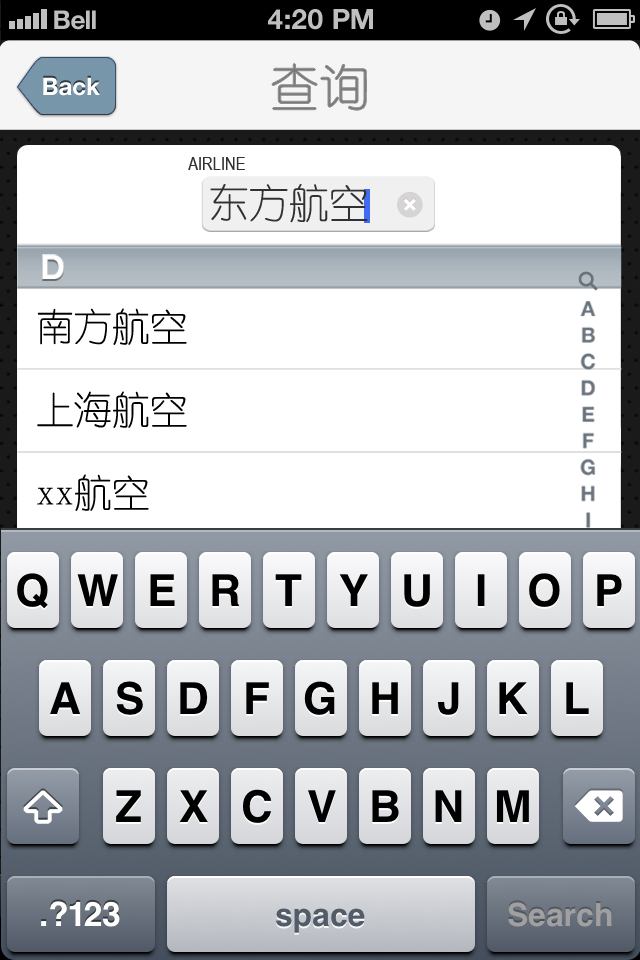 Bell 4:20 PM
Back 查询
AIRLINE
东方航空
D
南方航空
上海航空
xx航空
A
B
C
D
E
F
G
H
I
Q W E R T Y U I O P
A S D F G H J K L
Z X C V B N M
.?123 space Search